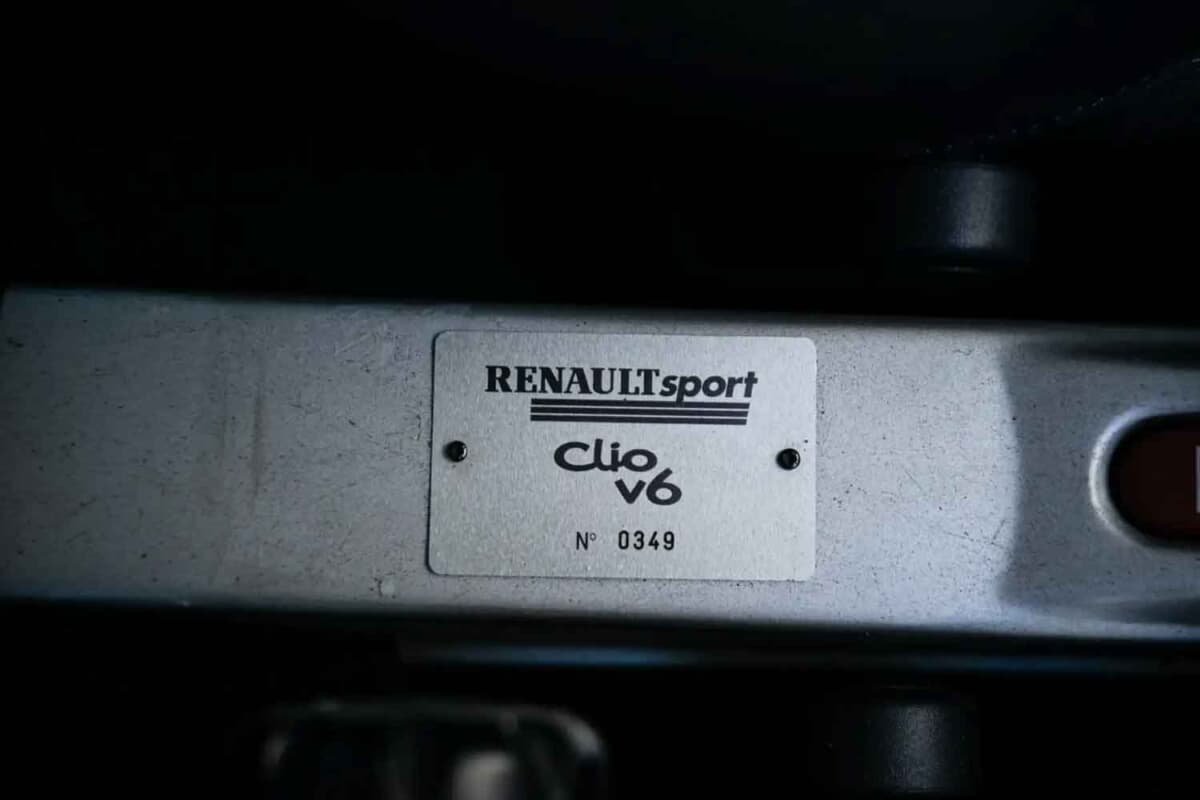 RENAULTsport
Clio
v6
N° 0349